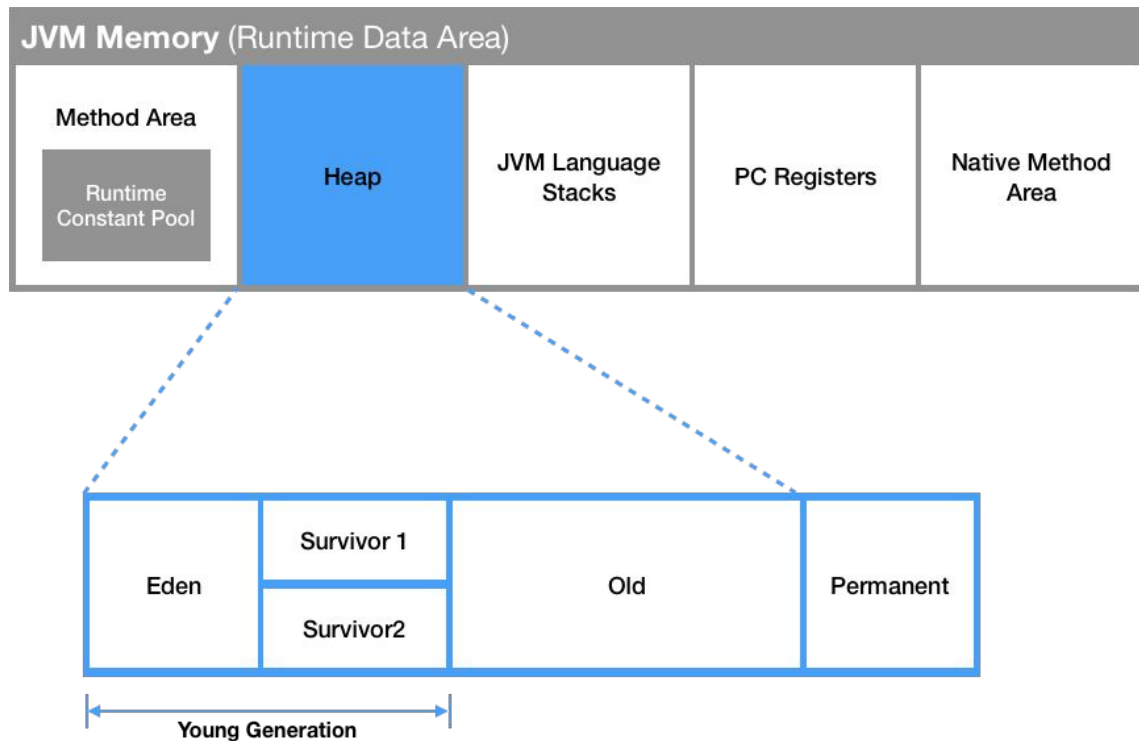 JVM Memory (Runtime Data Area)
Method Area
Runtime
Constant Pool
Heap
JVM Language
Stacks
PC Registers
Native Method
Area
Eden
Survivor 1
Survivor2
Old
Permanent
Young Generation